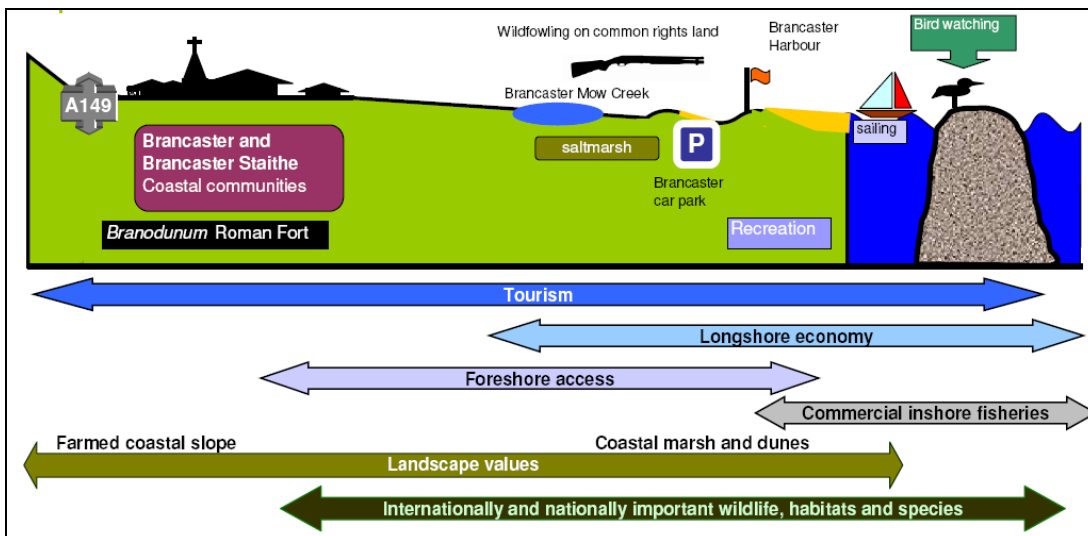 Wildfowling on common rights land
Brancaster
Harbour
Bird watching
A149
Brancaster Mow Creek
sailing
Brancaster and
Brancaster Staithe
Coastal communities
saltmarsh
P
Brancaster
car park
Branodunum Roman Fort
Recreation
Tourism
Longshore economy
Foreshore access
Commercial inshore fisheries
Farmed coastal slope
Coastal marsh and dunes
Landscape values
Internationally and nationally important wildlife, habitats and species